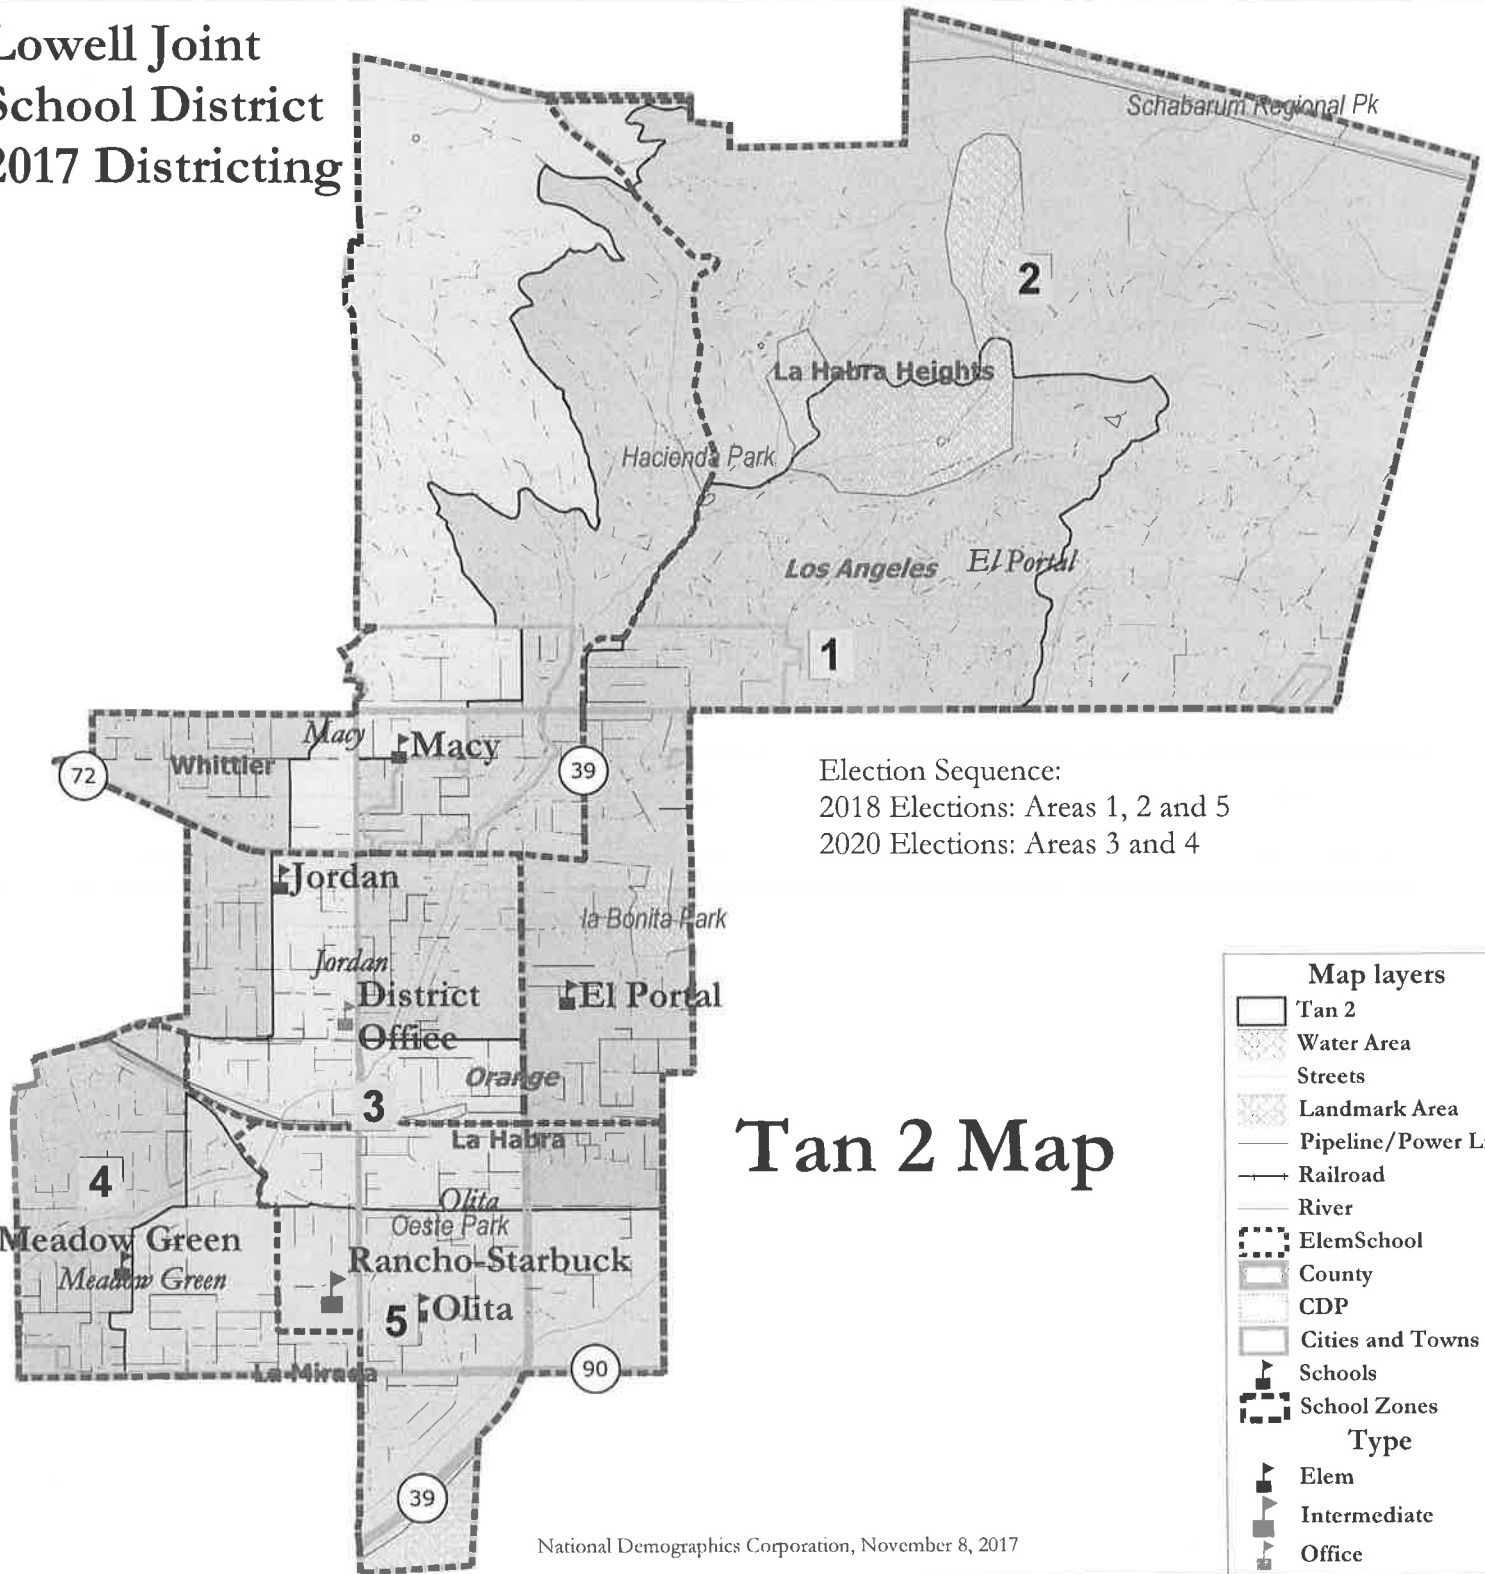 Lowell Joint
School District
2017 Districting
Schabarum Regional Pk
2
La Habra Heights
Hacienda Park
Los Angeles
El Portal
1
Macy
Macy
Whittier
72
39
Election Sequence:
2018 Elections: Areas 1, 2 and 5
2020 Elections: Areas 3 and 4
Jordan
la Bonita Park
Jordan
District
Office
El Portal
Orange
3
La Habra
Tan 2 Map
4
Olita
Oeste Park
Meadow Green
Meadow Green
Rancho-Starbuck
Olita
5
La Mirada
90
39
National Demographics Corporation, November 8, 2017
Map layers
Tan 2
Water Area
Streets
Landmark Area
Pipeline/Power L
Railroad
River
ElemSchool
County
CDP
Cities and Towns
Schools
School Zones
Type
Elem
Intermediate
Office